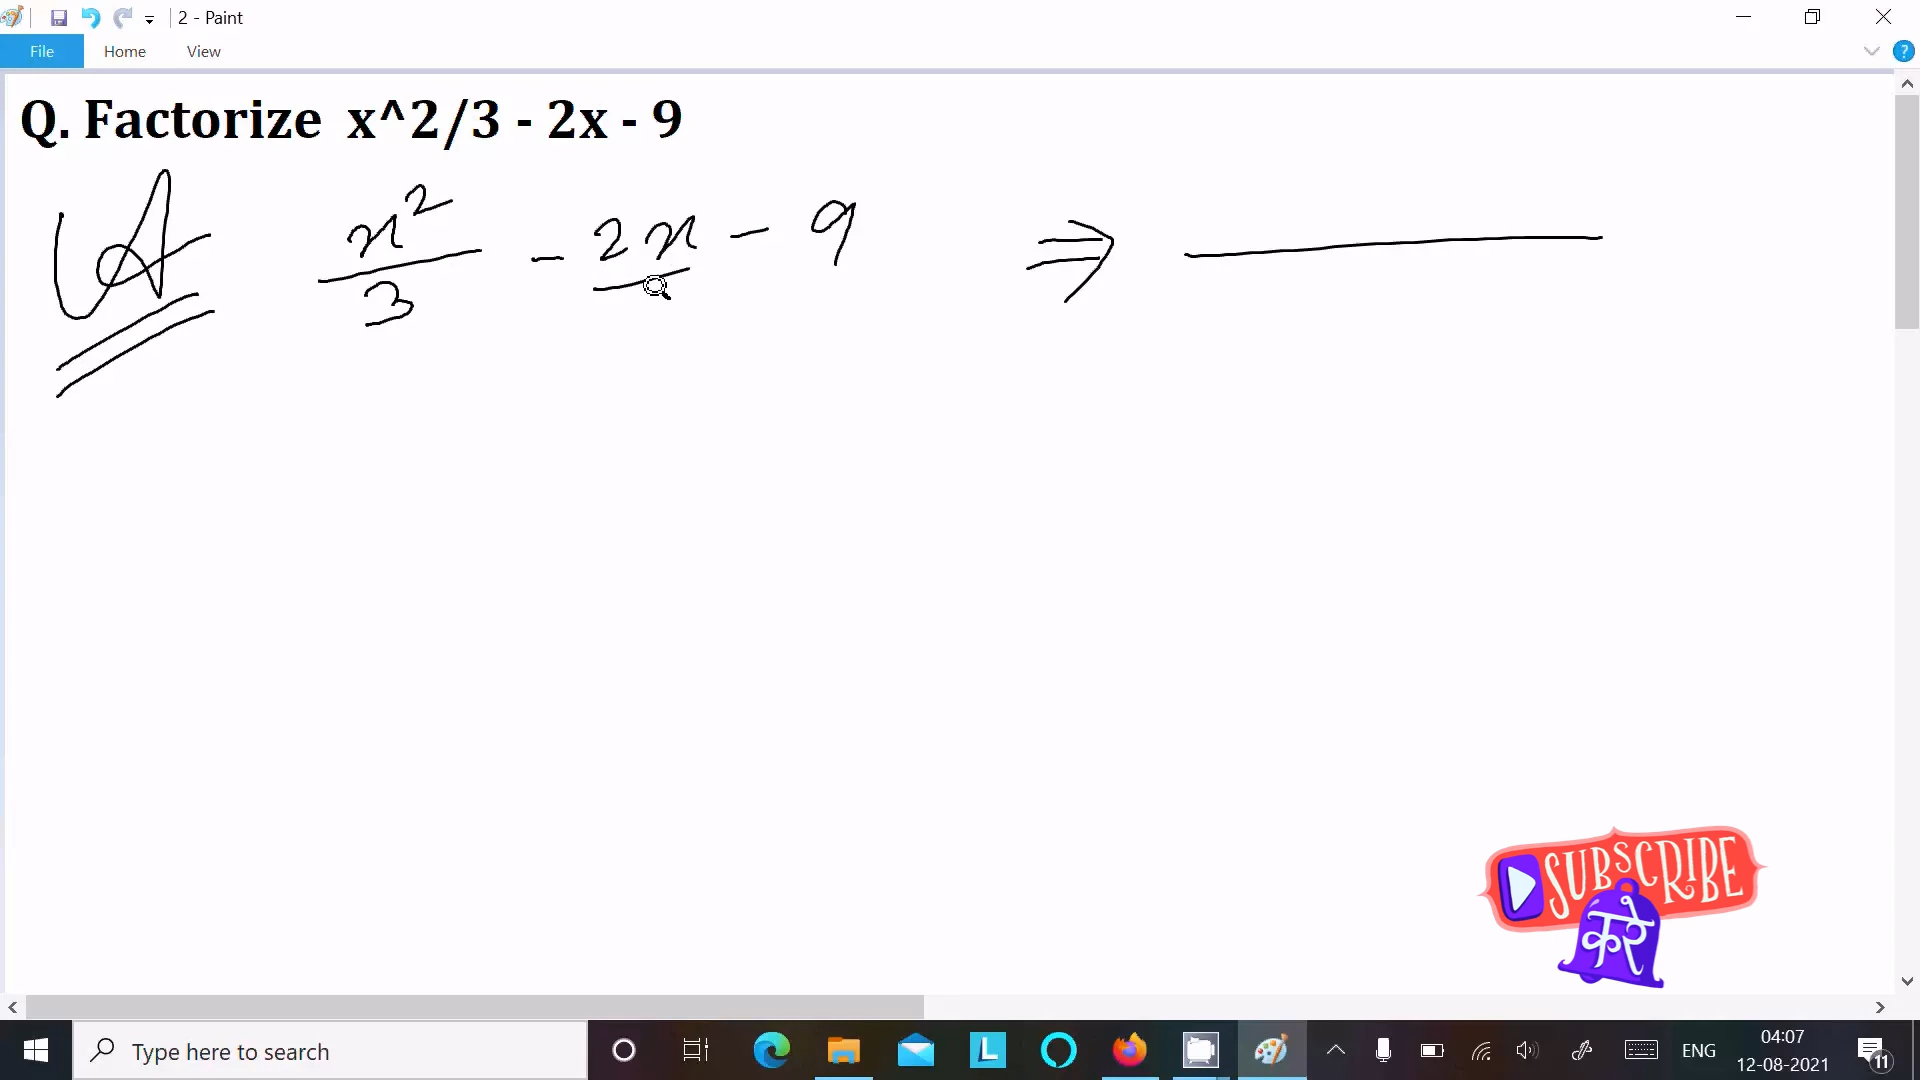 2 - Paint
File Home View
Q. Factorize x^2/3 - 2x - 9
x² / 3 - 2x - 9 ⇒
SUBSCRIBE
करे
Type here to search
ENG
04:07
12-08-2021
11